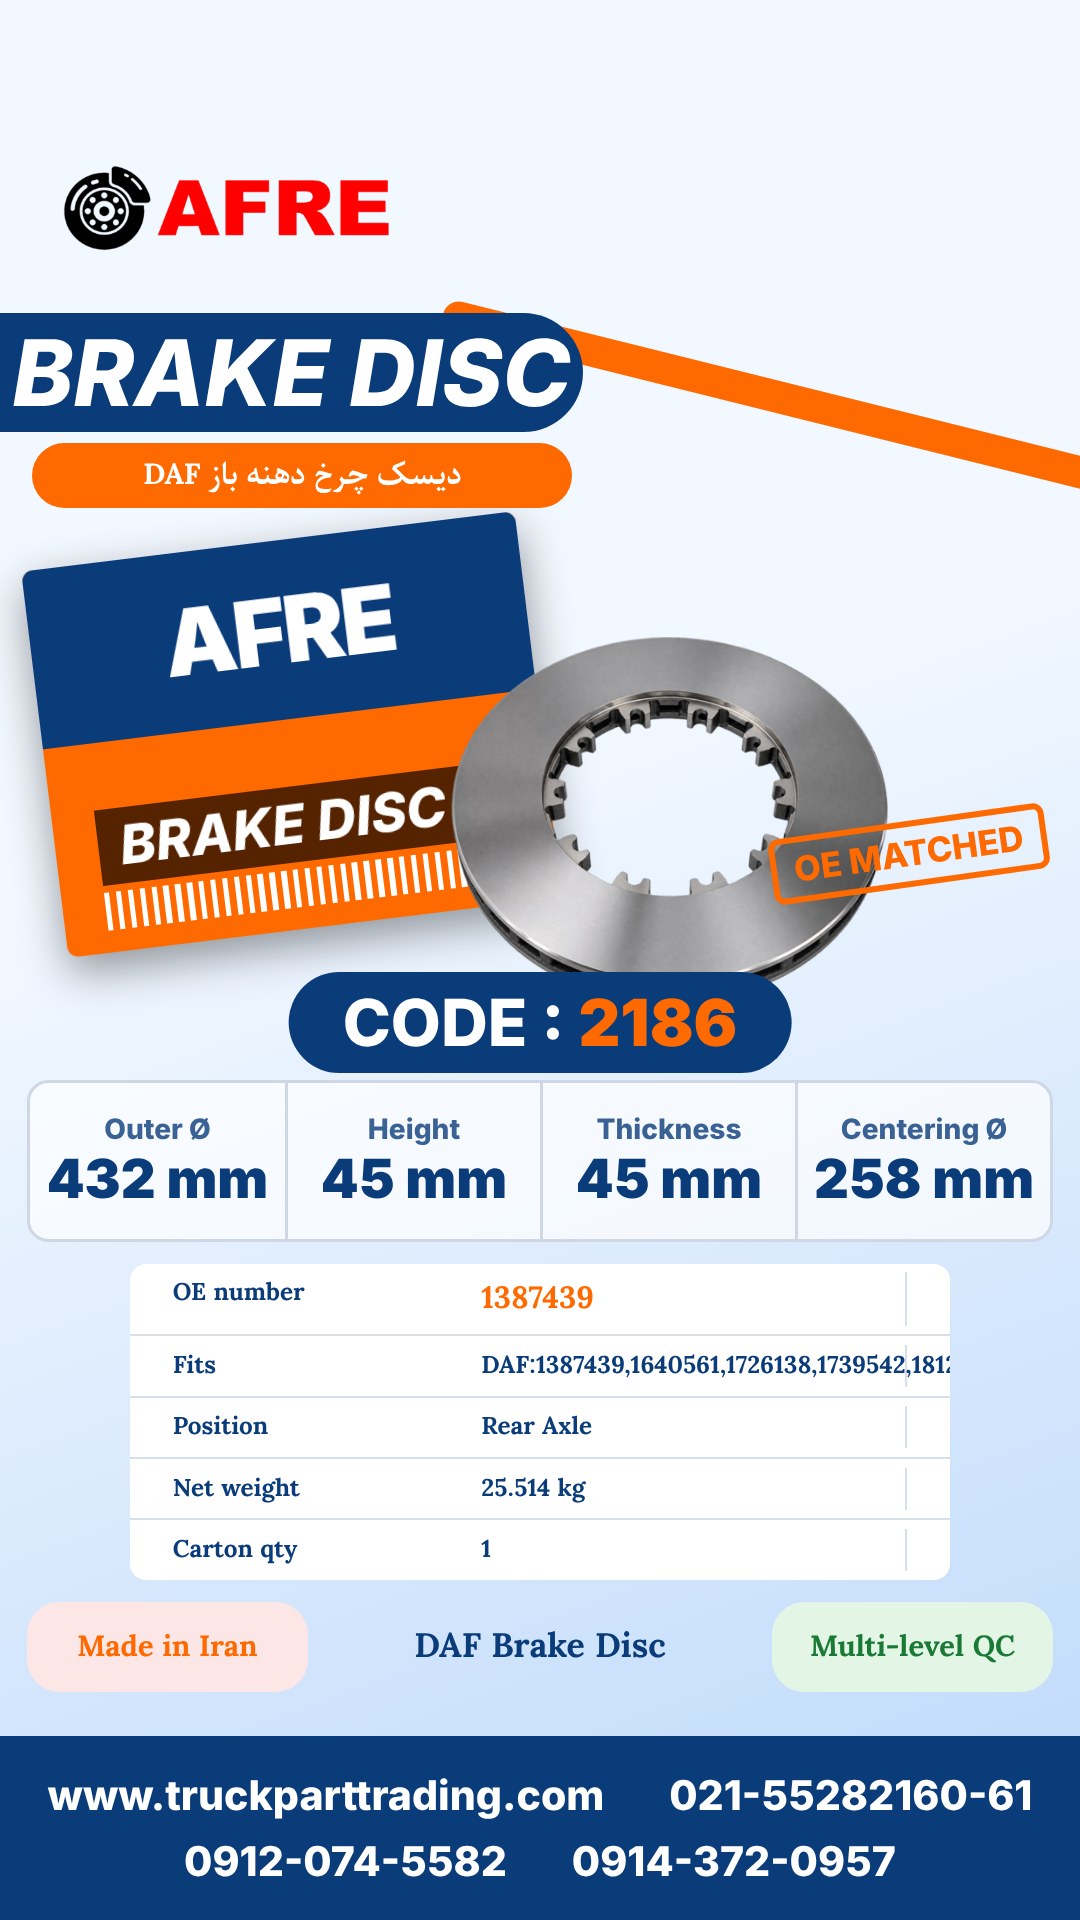 AFRE
BRAKE DISC
دیسک چرخ دهنه باز DAF
AFRE
BRAKE DISC
OE MATCHED
CODE : 2186
Outer Ø
432 mm
Height
45 mm
Thickness
45 mm
Centering Ø
258 mm
OE number 1387439
Fits DAF:1387439,1640561,1726138,1739542,1812
Position Rear Axle
Net weight 25.514 kg
Carton qty 1
Made in Iran
DAF Brake Disc
Multi-level QC
www.truckparttrading.com 021-55282160-61
0912-074-5582 0914-372-0957